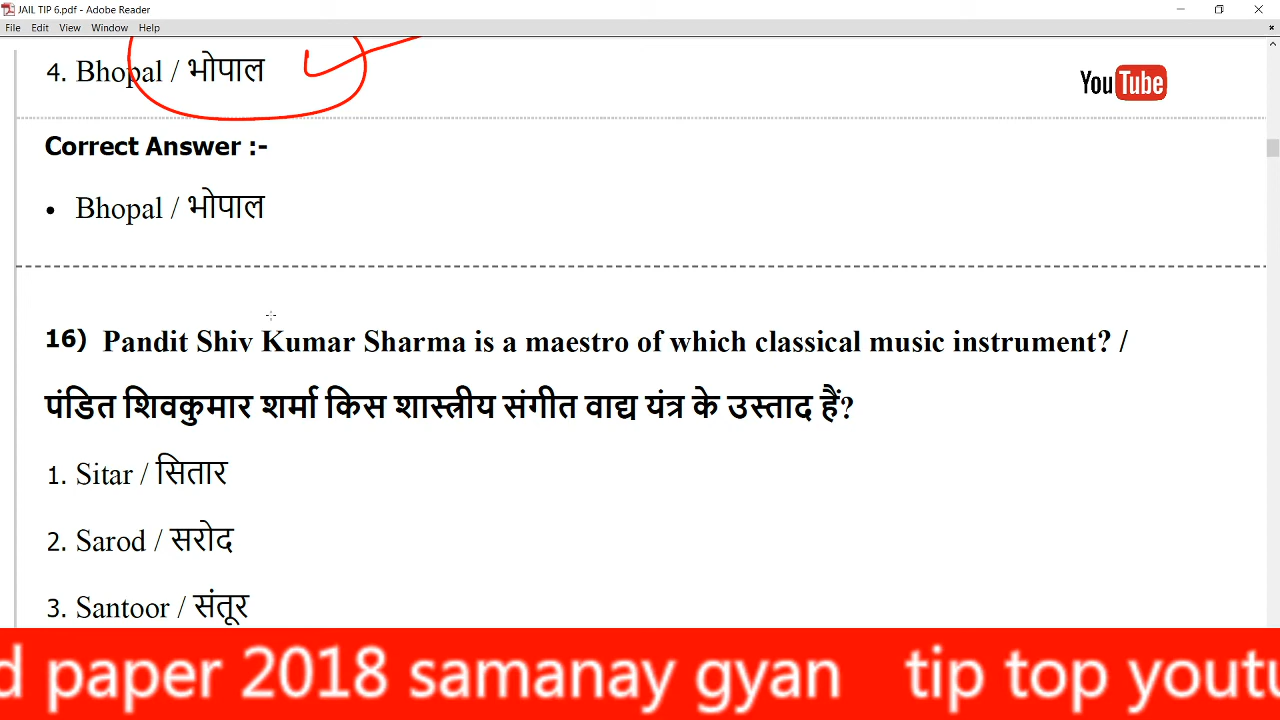 JAIL TIP 6.pdf - Adobe Reader
File Edit View Window Help
4. Bhopal / भोपाल
YouTube
Correct Answer :-
• Bhopal / भोपाल
16) Pandit Shiv Kumar Sharma is a maestro of which classical music instrument? /
पंडित शिवकुमार शर्मा किस शास्त्रीय संगीत वाद्य यंत्र के उस्ताद हैं?
1. Sitar / सितार
2. Sarod / सरोद
3. Santoor / संतूर
d paper 2018 samanay gyan tip top youtu